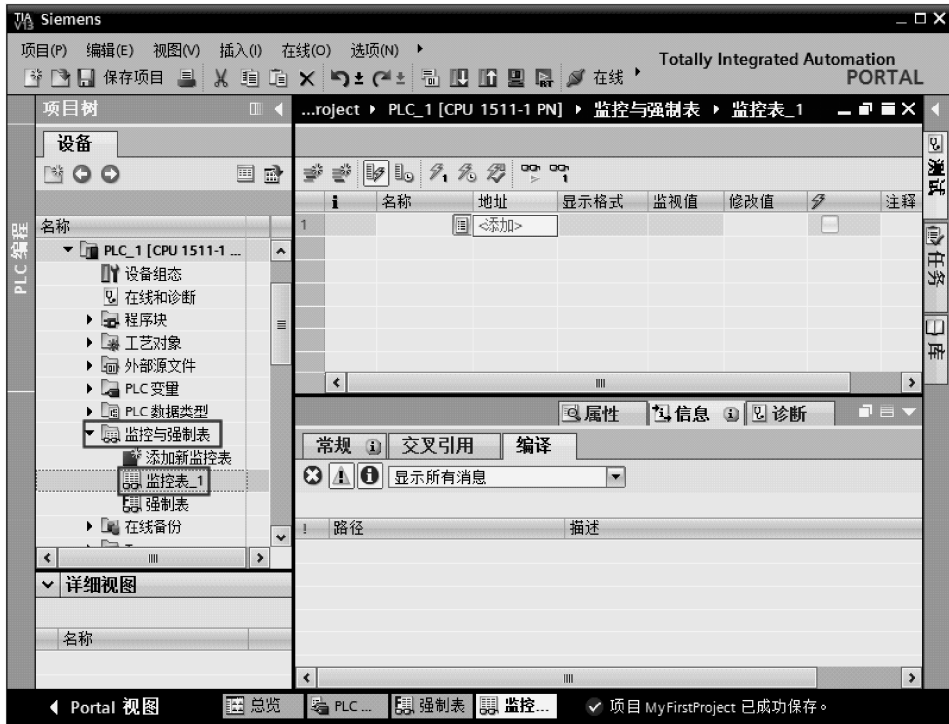 TIA V13 Siemens
项目(P) 编辑(E) 视图(V) 插入(I) 在线(O) 选项(N)
Totally Integrated Automation
PORTAL
保存项目 在线
项目树
...roject PLC_1 [CPU 1511-1 PN] 监控与强制表 监控表_1
设备
i 名称 地址 显示格式 监视值 修改值 注释
1 <添加>
名称
PLC_1 [CPU 1511-1 ...
设备组态
在线和诊断
程序块
工艺对象
外部源文件
PLC变量
PLC数据类型
监控与强制表
添加新监控表
监控表_1
强制表
在线备份
PLC 编程
测试
任务
库
属性 信息 诊断
常规 交叉引用 编译
显示所有消息
! 路径 描述
详细视图
名称
Portal 视图 总览 PLC ... 强制表 监控... 项目 MyFirstProject 已成功保存。